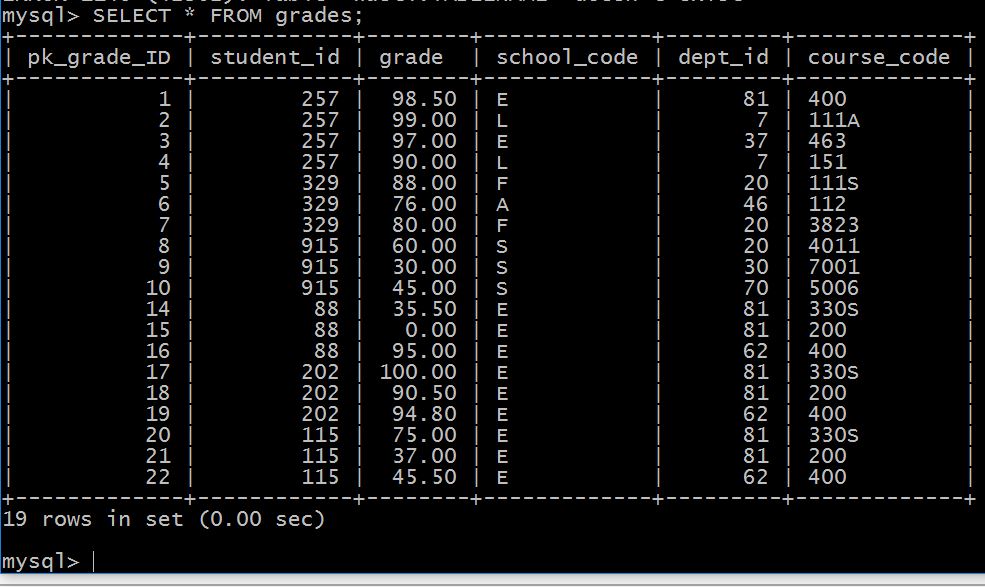 mysql> SELECT * FROM grades;
+-------------+------------+--------+-------------+---------+-------------+
| pk_grade_ID | student_id | grade  | school_code | dept_id | course_code |
+-------------+------------+--------+-------------+---------+-------------+
|           1 |        257 |  98.50 | E           |      81 | 400         |
|           2 |        257 |  99.00 | L           |       7 | 111A        |
|           3 |        257 |  97.00 | E           |      37 | 463         |
|           4 |        257 |  90.00 | L           |       7 | 151         |
|           5 |        329 |  88.00 | F           |      20 | 111S        |
|           6 |        329 |  76.00 | A           |      46 | 112         |
|           7 |        329 |  80.00 | F           |      20 | 3823        |
|           8 |        915 |  60.00 | S           |      20 | 4011        |
|           9 |        915 |  30.00 | S           |      30 | 7001        |
|          10 |        915 |  45.00 | S           |      70 | 5006        |
|          14 |         88 |  35.50 | E           |      81 | 330S        |
|          15 |         88 |   0.00 | E           |      81 | 200         |
|          16 |         88 |  95.00 | E           |      62 | 400         |
|          17 |        202 | 100.00 | E           |      81 | 330S        |
|          18 |        202 |  90.50 | E           |      81 | 200         |
|          19 |        202 |  94.80 | E           |      62 | 400         |
|          20 |        115 |  75.00 | E           |      81 | 330S        |
|          21 |        115 |  37.00 | E           |      81 | 200         |
|          22 |        115 |  45.50 | E           |      62 | 400         |
+-------------+------------+--------+-------------+---------+-------------+
19 rows in set (0.00 sec)
mysql>